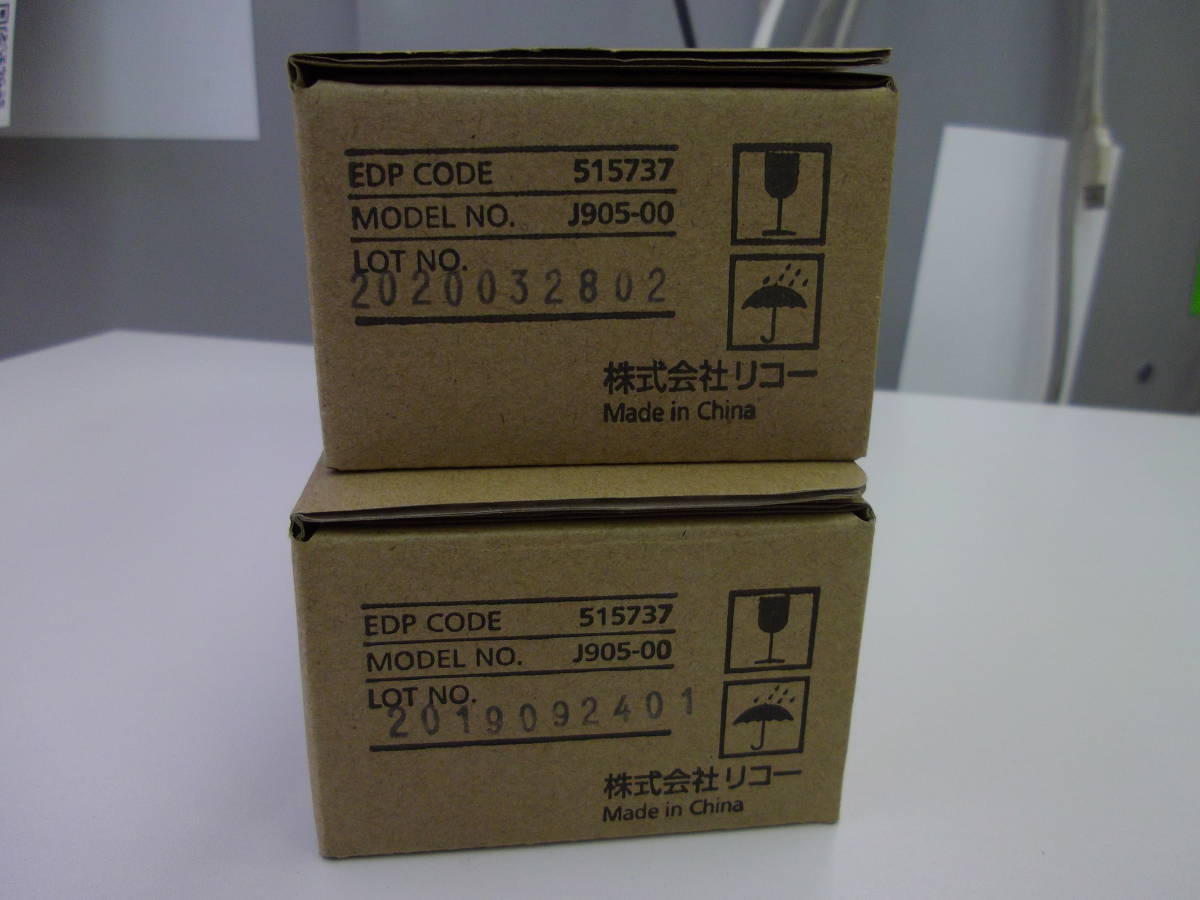 EDP CODE 515737
MODEL NO. J905-00
LOT NO.
2020032802
株式会社リコー
Made in China
EDP CODE 515737
MODEL NO. J905-00
LOT NO.
2019092401
株式会社リコー
Made in China